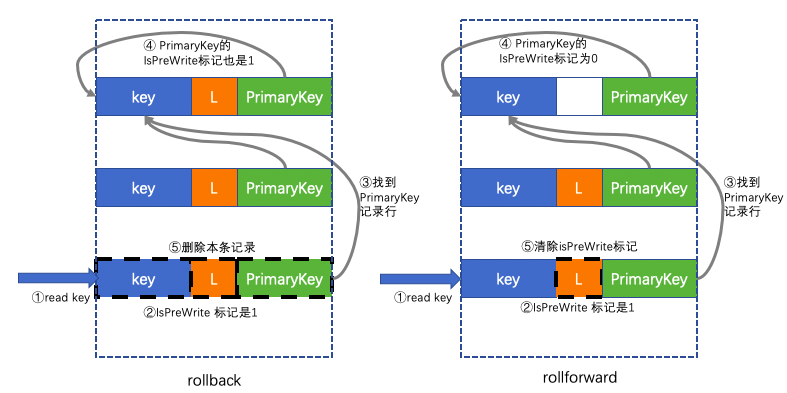 ④ PrimaryKey的
IsPreWrite标记也是1
key
L
PrimaryKey
key
L
PrimaryKey
③找到
PrimaryKey
记录行
⑤删除本条记录
key
L
PrimaryKey
①read key
②IsPreWrite 标记是1
rollback
④ PrimaryKey的
IsPreWrite标记为0
key
PrimaryKey
key
L
PrimaryKey
③找到
PrimaryKey
记录行
⑤清除isPreWrite标记
key
L
PrimaryKey
①read key
②IsPreWrite 标记是1
rollforward